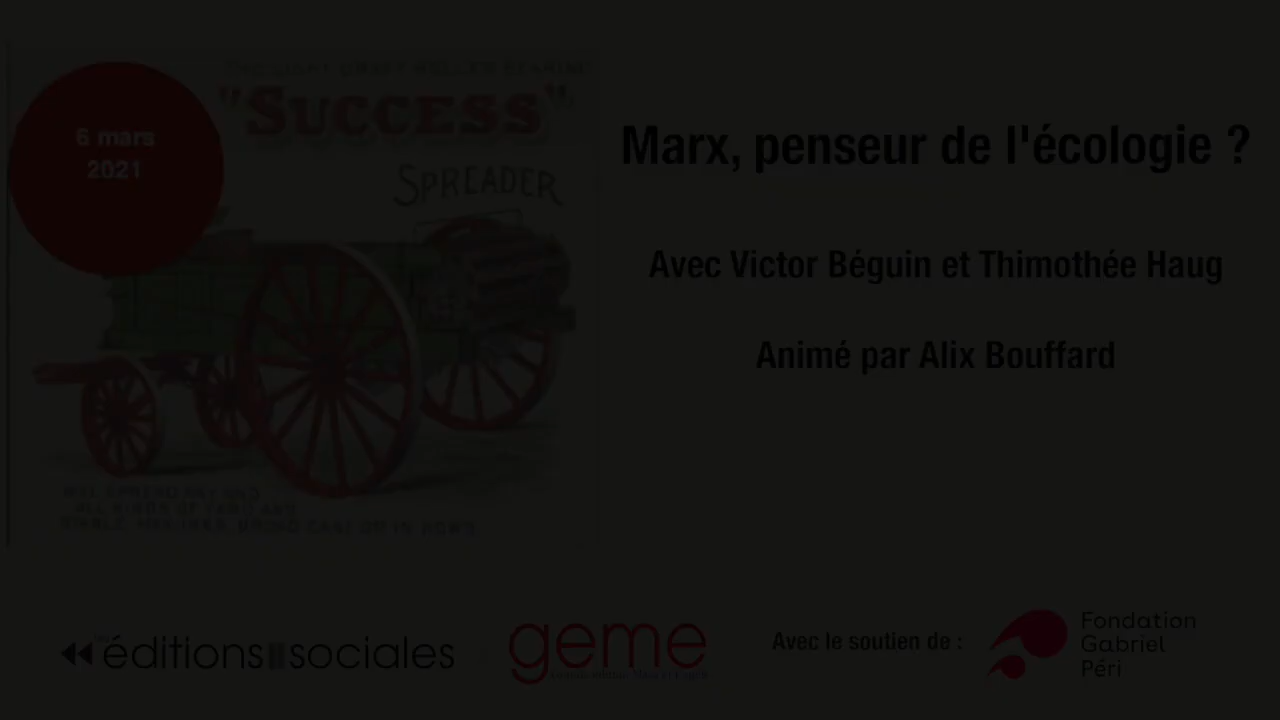 6 mars
2021
"SUCCESS"
SPREADER
Marx, penseur de l'écologie ?
Avec Victor Béguin et Thimothée Haug
Animé par Alix Bouffard
les
éditions sociales
geme
Avec le soutien de :
Fondation
Gabriel
Péri